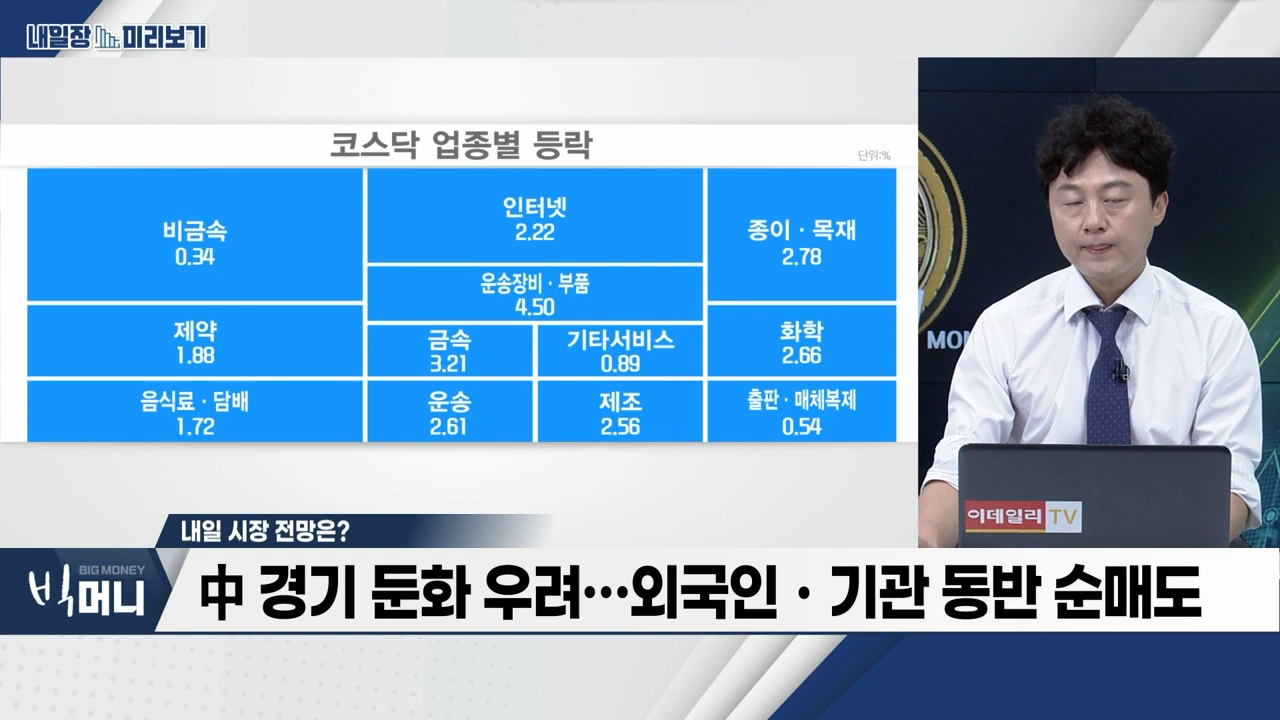 내일장 미리보기
코스닥 업종별 등락
단위:%
비금속
0.34
인터넷
2.22
종이·목재
2.78
운송장비·부품
4.50
제약
1.88
금속
3.21
기타서비스
0.89
화학
2.66
음식료·담배
1.72
운송
2.61
제조
2.56
출판·매체복제
0.54
MON
이데일리TV
내일 시장 전망은?
BIG MONEY
빅머니
中 경기 둔화 우려…외국인·기관 동반 순매도